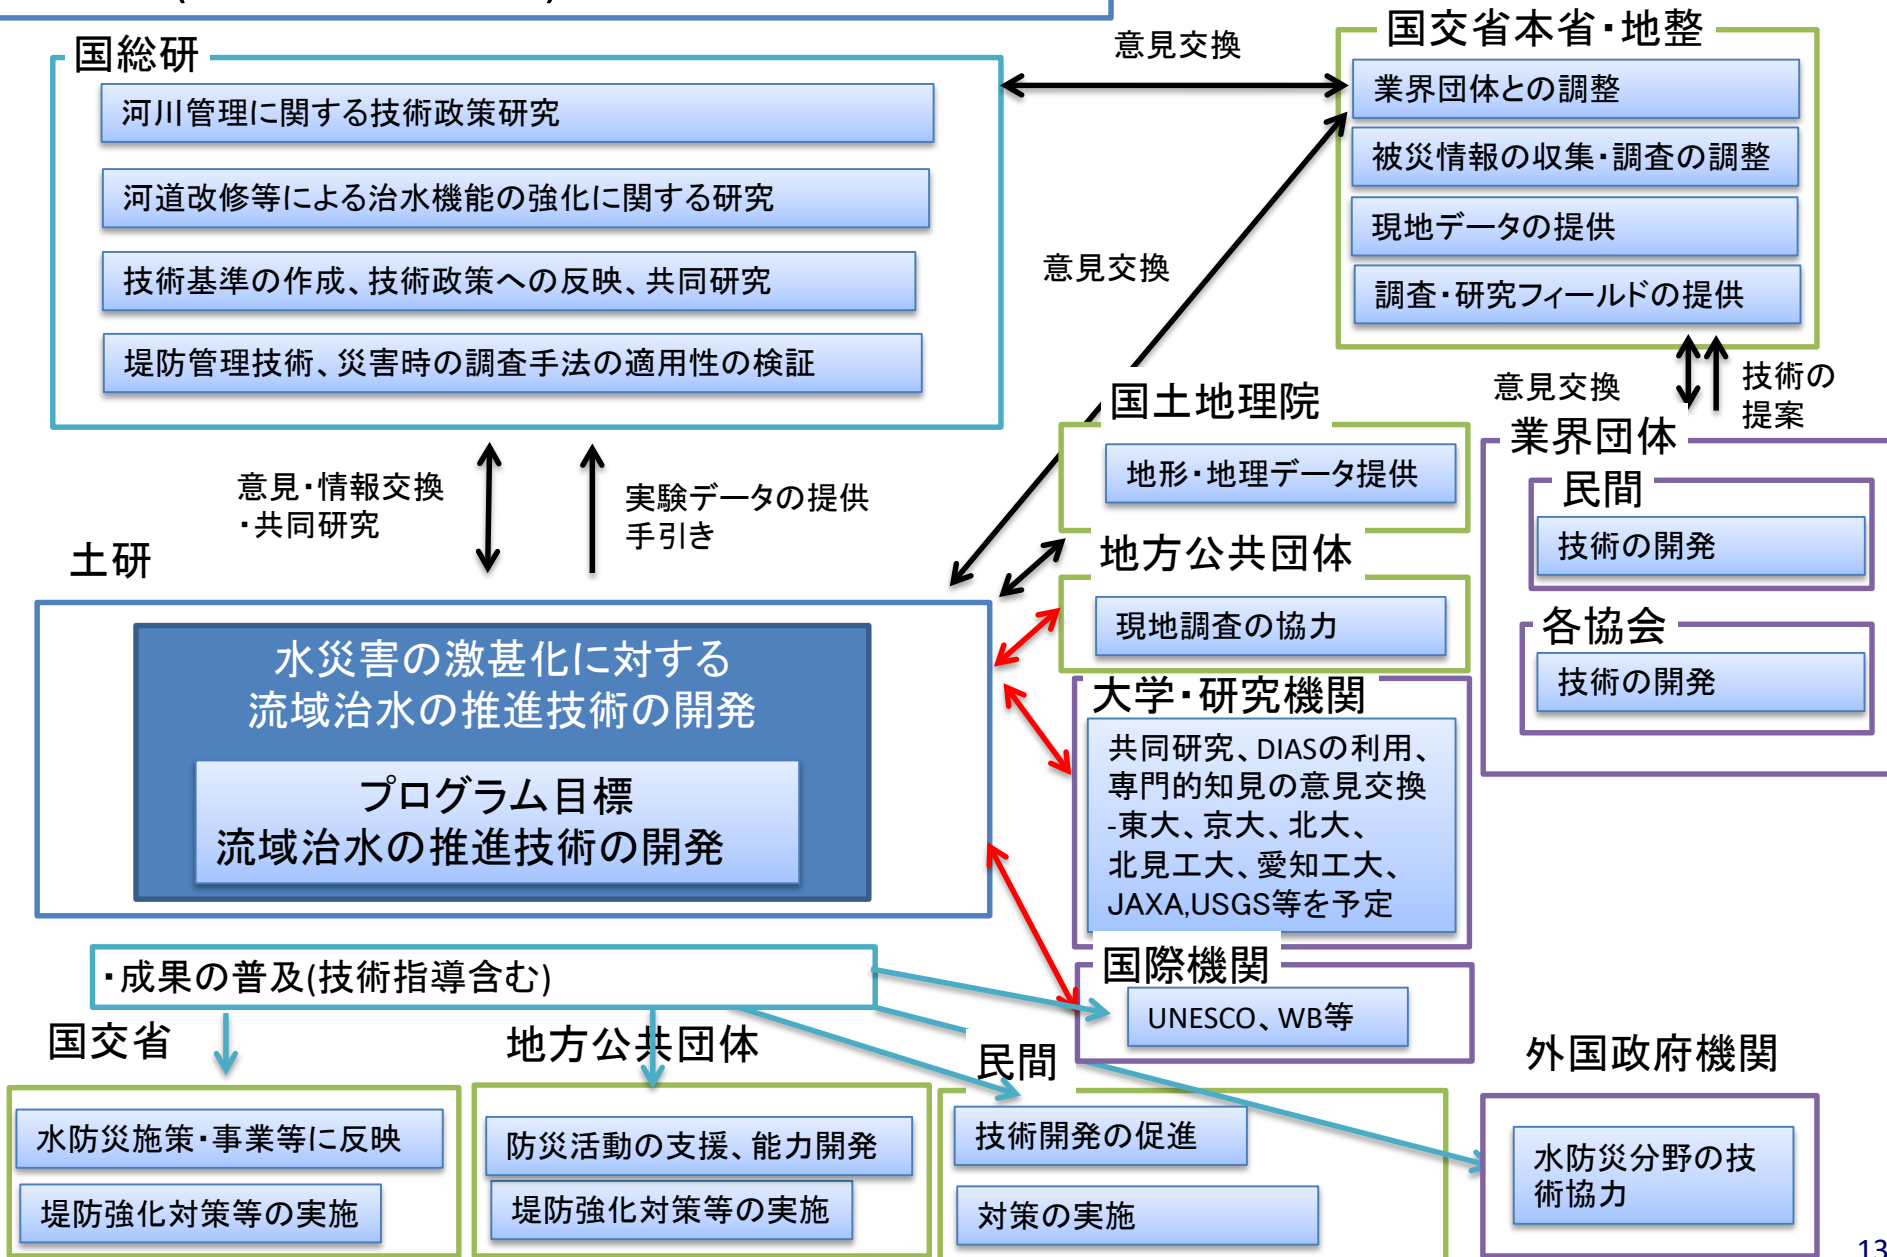 国総研
河川管理に関する技術政策研究
河道改修等による治水機能の強化に関する研究
技術基準の作成、技術政策への反映、共同研究
堤防管理技術、災害時の調査手法の適用性の検証
意見交換
国交省本省・地整
業界団体との調整
被災情報の収集・調査の調整
現地データの提供
調査・研究フィールドの提供
意見交換
意見交換
技術の
提案
国土地理院
地形・地理データ提供
業界団体
民間
技術の開発
各協会
技術の開発
意見・情報交換
・共同研究
実験データの提供
手引き
地方公共団体
現地調査の協力
土研
水災害の激甚化に対する
流域治水の推進技術の開発
プログラム目標
流域治水の推進技術の開発
大学・研究機関
共同研究、DIASの利用、
専門的知見の意見交換
-東大、京大、北大、
北見工大、愛知工大、
JAXA,USGS等を予定
国際機関
UNESCO、WB等
・成果の普及(技術指導含む)
国交省
水防災施策・事業等に反映
堤防強化対策等の実施
地方公共団体
防災活動の支援、能力開発
堤防強化対策等の実施
民間
技術開発の促進
対策の実施
外国政府機関
水防災分野の技
術協力
13